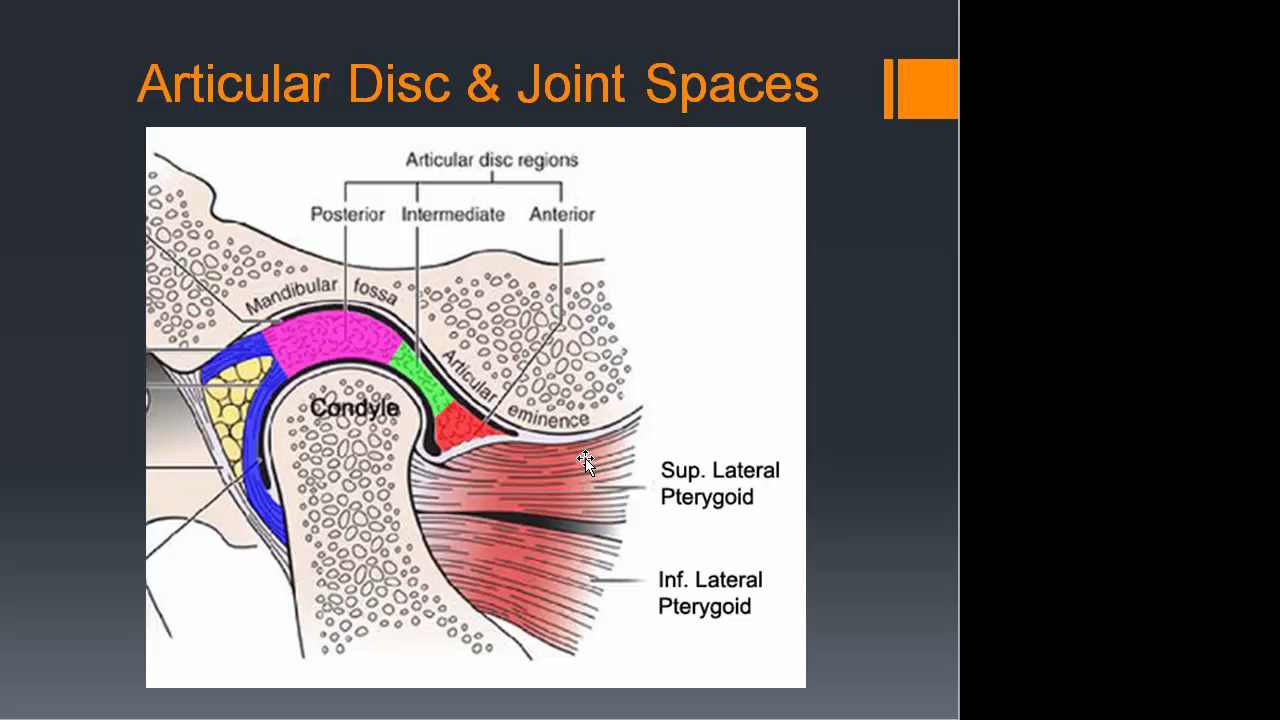 Articular Disc & Joint Spaces
Articular disc regions
Posterior Intermediate Anterior
Mandibular fossa
Articular eminence
Condyle
Sup. Lateral
Pterygoid
Inf. Lateral
Pterygoid